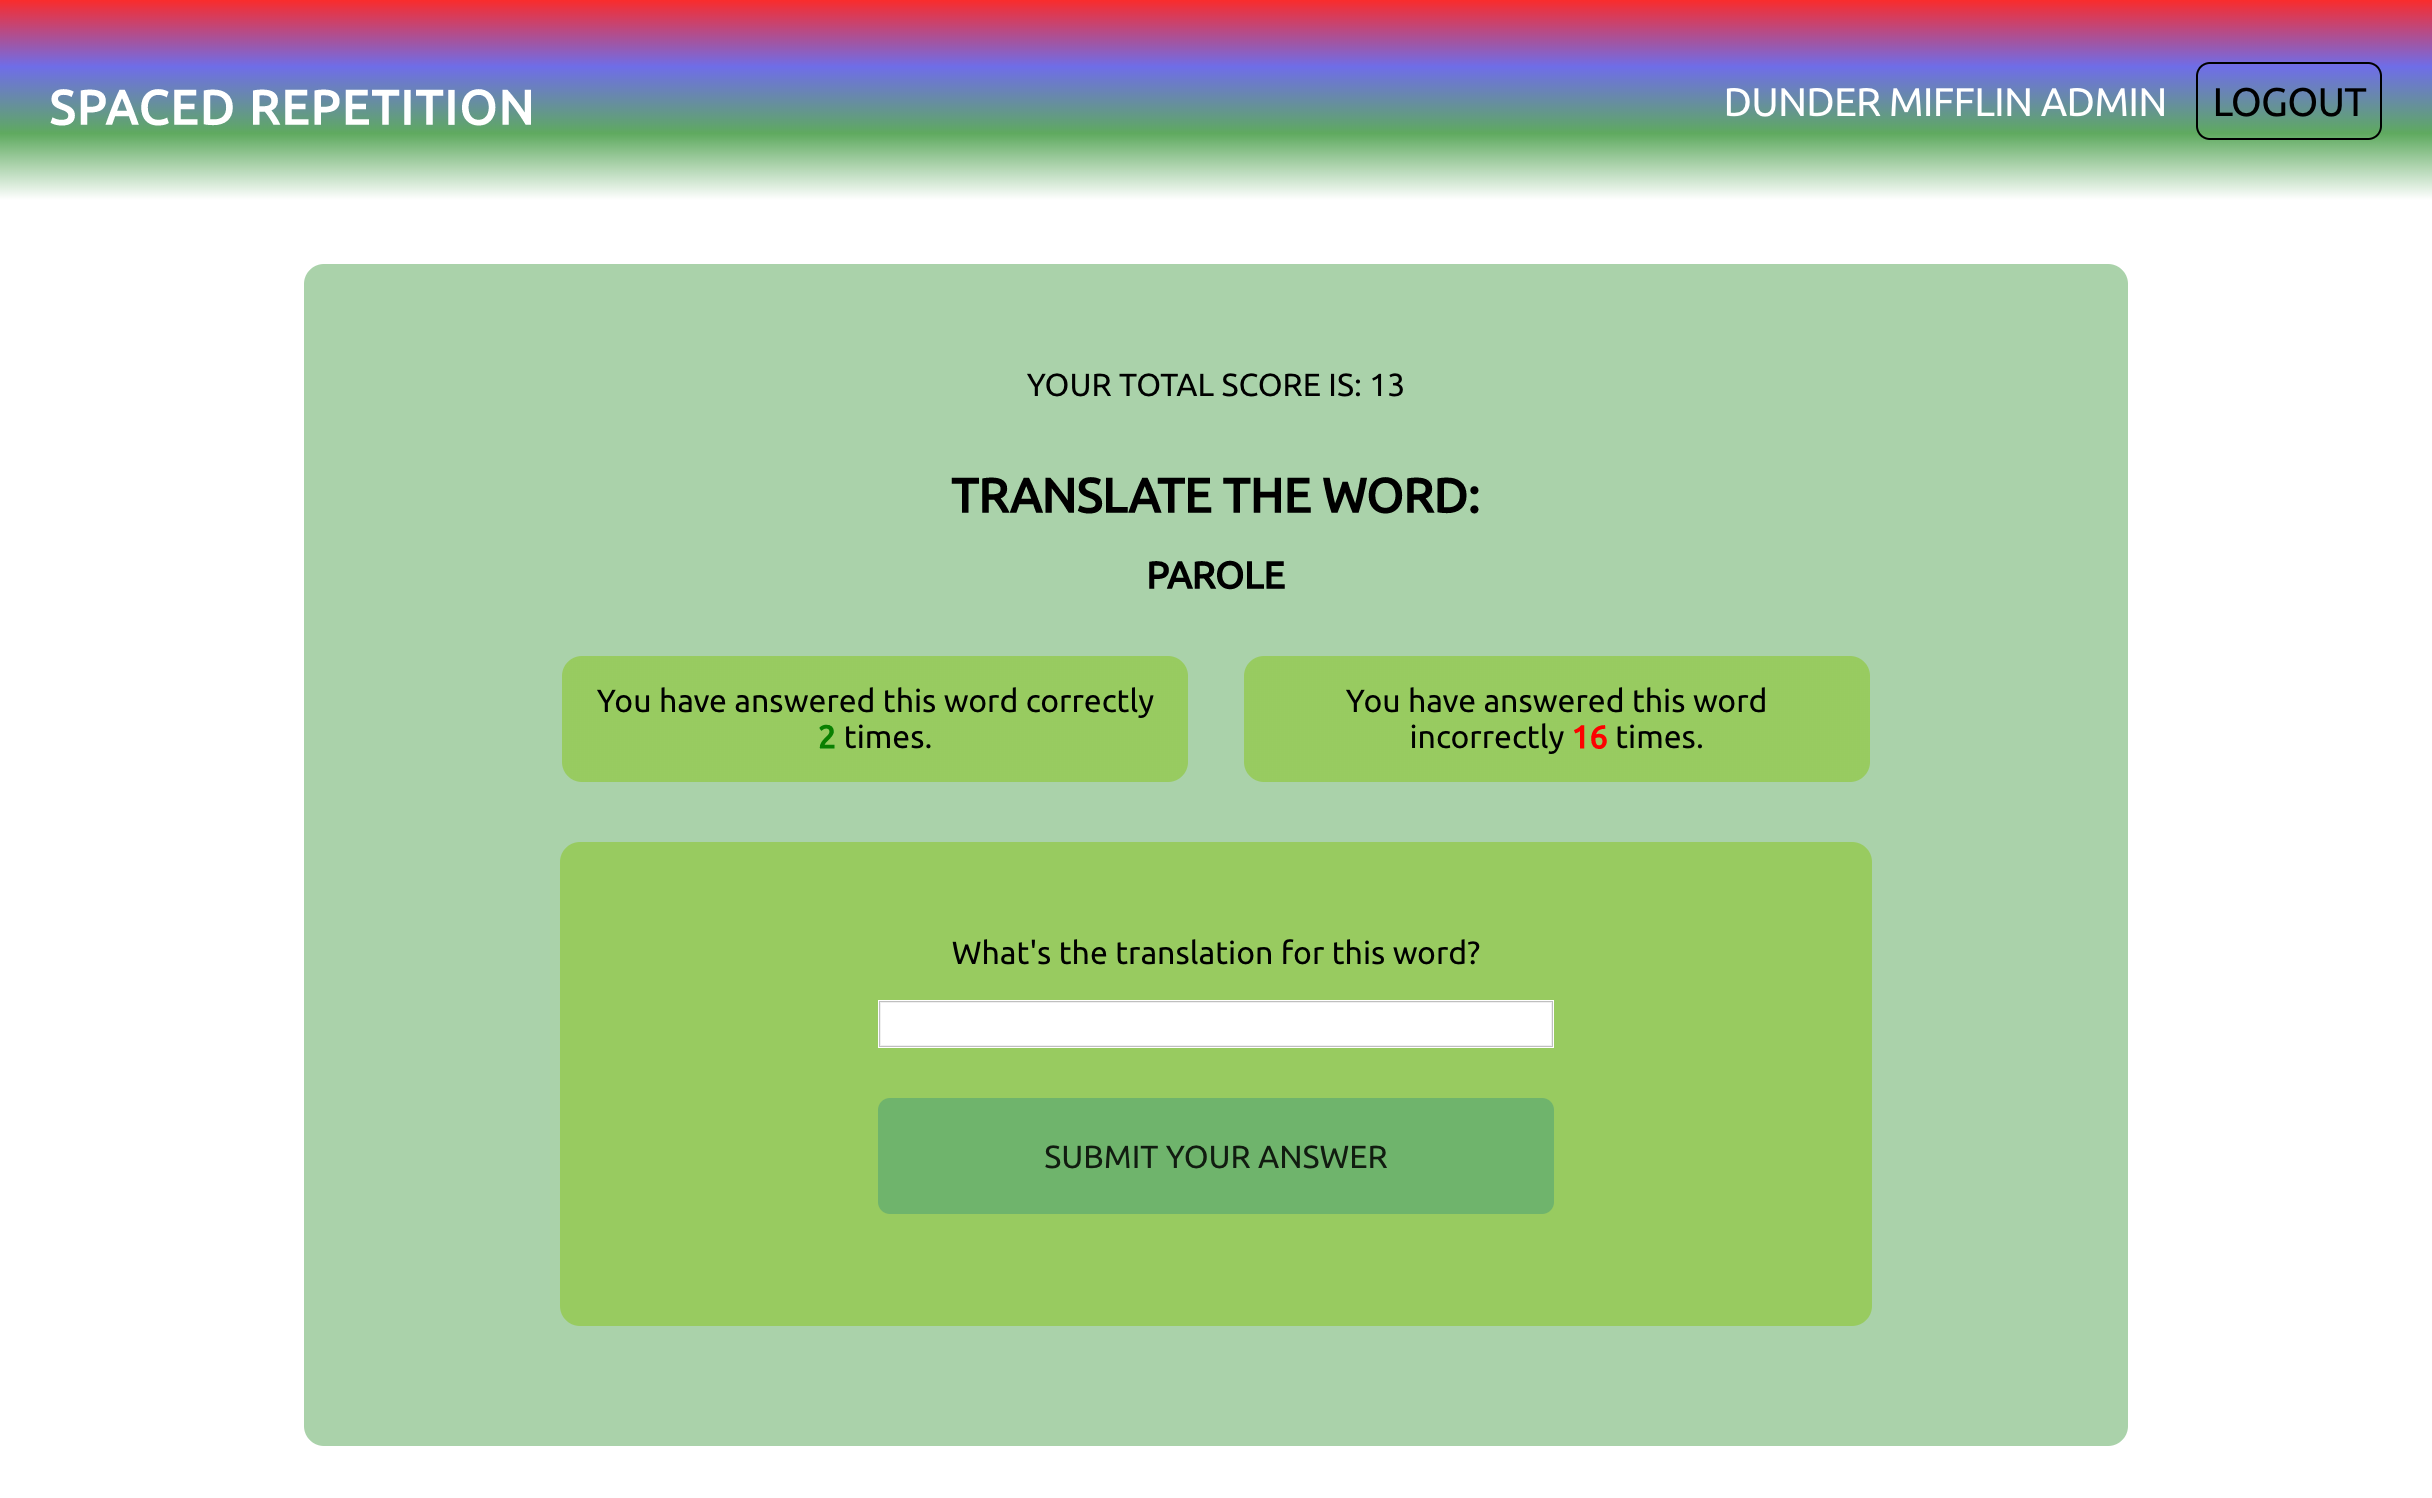 SPACED REPETITION
DUNDER MIFFLIN ADMIN
LOGOUT
YOUR TOTAL SCORE IS: 13
TRANSLATE THE WORD:
PAROLE
You have answered this word correctly
2 times.
You have answered this word
incorrectly 16 times.
What's the translation for this word?
SUBMIT YOUR ANSWER